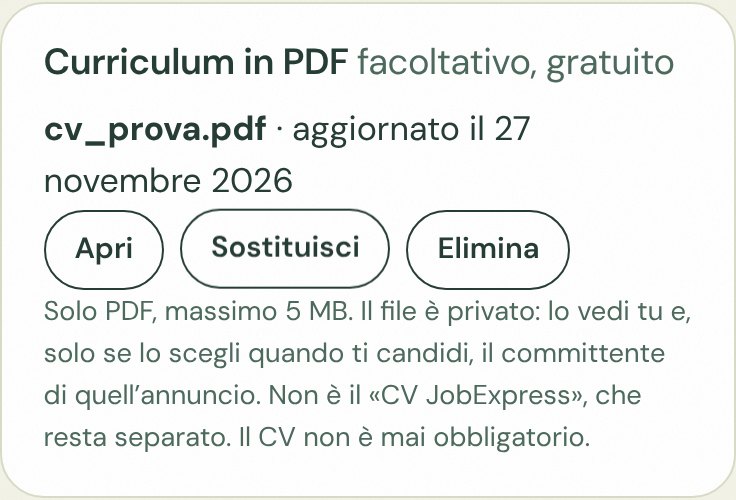 Curriculum in PDF facoltativo, gratuito
cv_prova.pdf · aggiornato il 27
novembre 2026
Apri Sostituisci Elimina
Solo PDF, massimo 5 MB. Il file è privato: lo vedi tu e,
solo se lo scegli quando ti candidi, il committente
di quell’annuncio. Non è il «CV JobExpress», che
resta separato. Il CV non è mai obbligatorio.